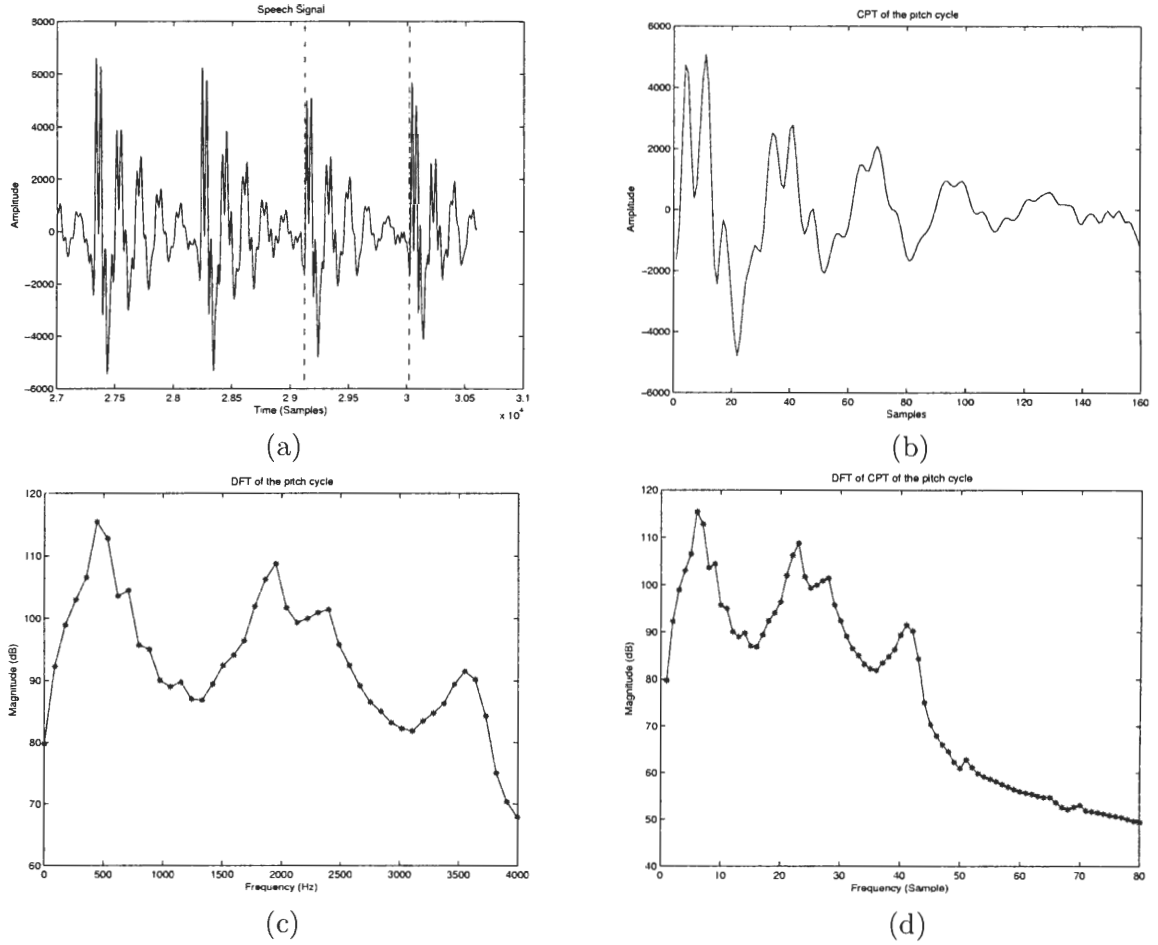 Speech Signal
8000
6000
4000
2000
0
−2000
−4000
−6000
Amplitude
2.7 2.75 2.8 2.85 2.9 2.95 3 3.05 3.1
Time (Samples)
x 10⁴
(a)
CPT of the pitch cycle
6000
4000
2000
0
−2000
−4000
−6000
Amplitude
0 20 40 60 80 100 120 140 160
Samples
(b)
DFT of the pitch cycle
120
110
100
90
80
70
60
Magnitude (dB)
0 500 1000 1500 2000 2500 3000 3500 4000
Frequency (Hz)
(c)
DFT of CPT of the pitch cycle
120
110
100
90
80
70
60
50
40
Magnitude (dB)
0 10 20 30 40 50 60 70 80
Frequency (Sample)
(d)